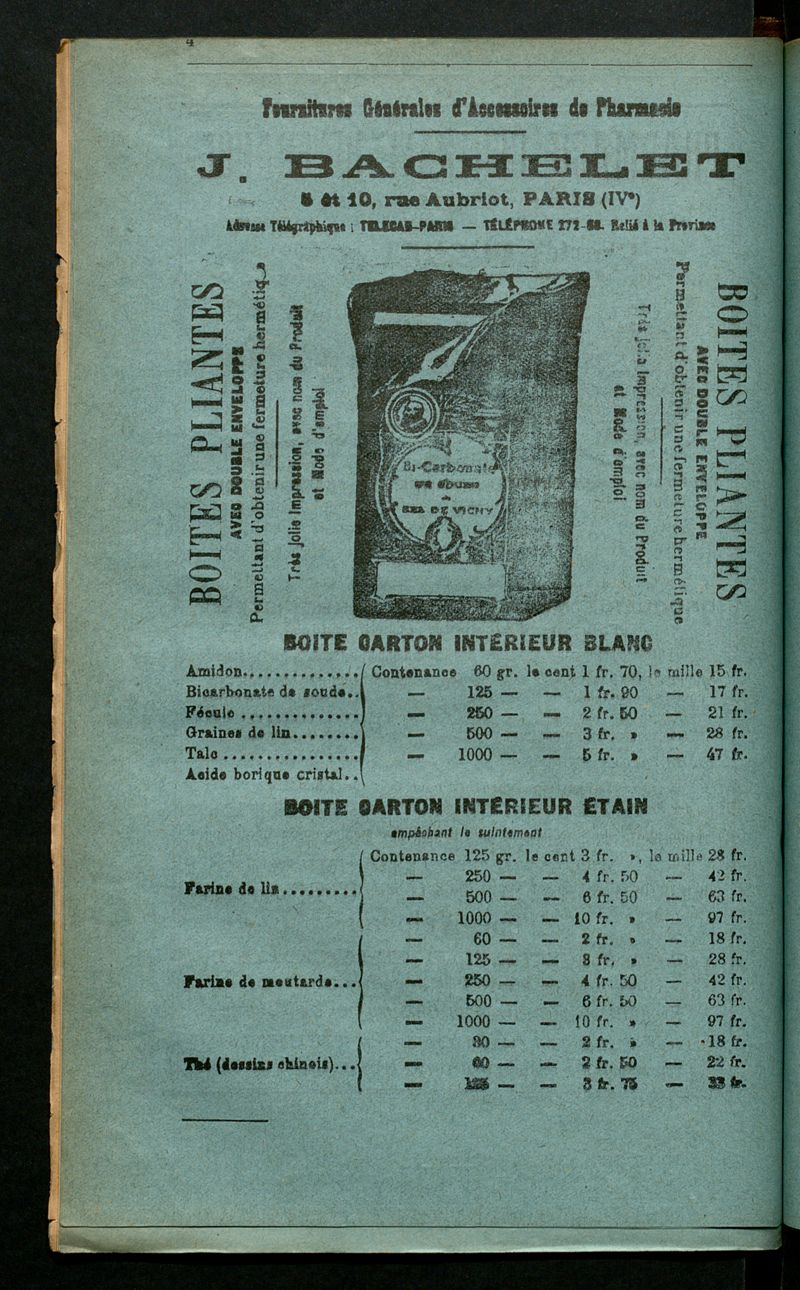 4
Fournitures Générales d'Accessoires de Pharmacie
J. BACHELET
8 et 10, rue Aubriot, PARIS (IVe)
Adresse Télégraphique : TELEBAB-PARIS — TÉLÉPHONE 272-58. Relié à la Province
BOITES PLIANTES
AVEC DOUBLE ENVELOPPE
Permettant d'obtenir une fermeture hermétique
Très jolie Impression, avec nom du Produit
et Mode d'emploi
Bi-Carbonate
DE SOUDE
SEL DE VICHY
Très jolie Impression, avec nom du Produit
et Mode d'emploi
Permettant d'obtenir une fermeture hermétique
AVEC DOUBLE ENVELOPPE
BOITES PLIANTES
BOITE CARTON INTÉRIEUR BLANC
Amidon.............. Contenance 60 gr. le cent 1 fr. 70, le mille 15 fr.
Bicarbonate de soude.. — 125 — — 1 fr. 90 — 17 fr.
Fécule .............. — 250 — — 2 fr. 50 — 21 fr.
Graines de lin........ — 500 — — 3 fr. » — 28 fr.
Talc ................ — 1000 — — 5 fr. » — 47 fr.
Acide borique cristal..
BOITE CARTON INTÉRIEUR ÉTAIN
empêchant le suintement
Contenance 125 gr. le cent 3 fr. », le mille 28 fr.
— 250 — — 4 fr. 50 — 42 fr.
Farine de lin.........
— 500 — — 6 fr. 50 — 63 fr.
— 1000 — — 10 fr. » — 97 fr.
— 60 — — 2 fr. » — 18 fr.
— 125 — — 3 fr. » — 28 fr.
Farine de moutarde... — 250 — — 4 fr. 50 — 42 fr.
— 500 — — 6 fr. 50 — 63 fr.
— 1000 — — 10 fr. » — 97 fr.
— 30 — — 2 fr. » — 18 fr.
Thé (dessins chinois)... — 60 — — 2 fr. 50 — 22 fr.
— 125 — — 3 fr. 75 — 33 fr.